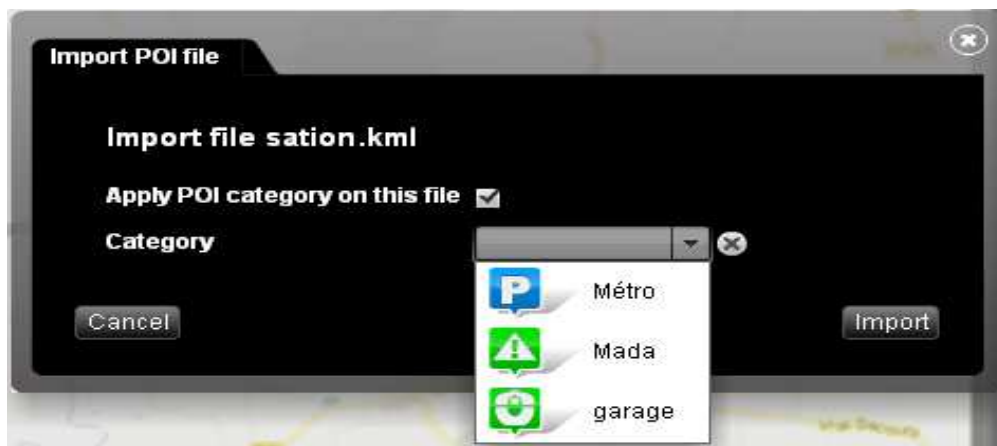 Import POI file
Import file sation.kml
Apply POI category on this file
Category
P Métro
Mada
garage
Cancel
Import